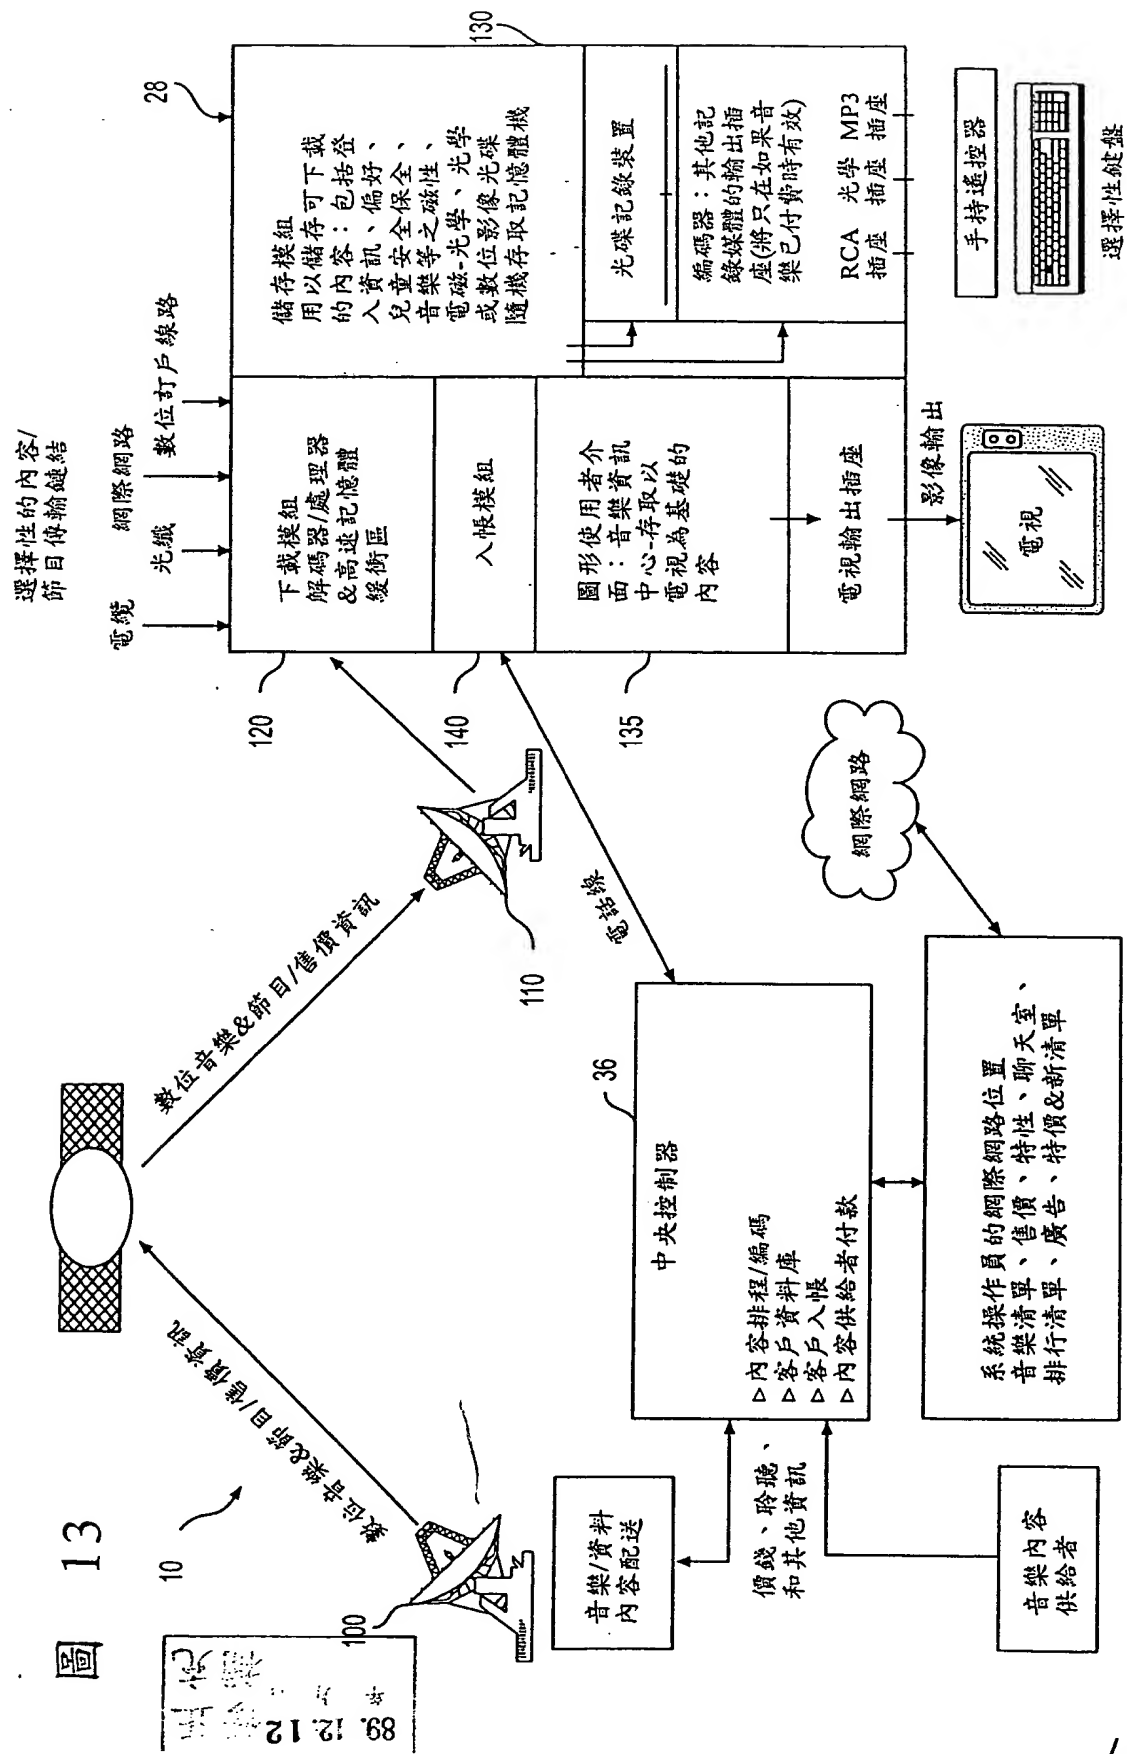 圖 13
10
100
數位音樂&節目/售價資訊
數位音樂&節目/售價資訊
110
選擇性的內容/
節目傳輸鏈結
電纜
光纖
網際網路
數位訂戶線路
28
130
120
下載模組
解碼器/處理器
&高速記憶體
緩衝區
140
入帳模組
135
圖形使用者介
面：音樂資訊
中心-存取以
電視為基礎的
內容
電視輸出插座
影像輸出
電視
儲存模組
用以儲存可下載
的內容：包括登
入資訊、偏好、
兒童安全保全、
音樂等之磁性、
電磁-光學、光學
或數位影像光碟
隨機存取記憶體機
光碟記錄裝置
編碼器：其他記
錄媒體的輸出插
座(將只在如果音
樂已付費時有效)
RCA 光學 MP3
插座 插座 插座
手持遙控器
選擇性鍵盤
電話線
36
中央控制器
▷內容排程/編碼
▷客戶資料庫
▷客戶入帳
▷內容供給者付款
音樂/資料
內容配送
價錢、聆聽、
和其他資訊
音樂內容
供給者
系統操作員的網際網路位置
音樂清單、售價、特性、聊天室、
排行清單、廣告、特價&新清單
網際網路
89.12.12